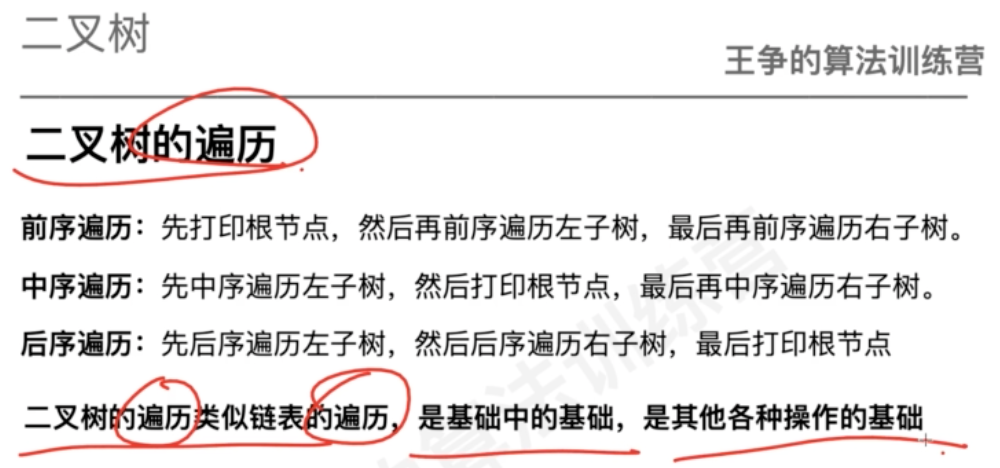 二叉树
王争的算法训练营
二叉树的遍历
前序遍历：先打印根节点，然后再前序遍历左子树，最后再前序遍历右子树。
中序遍历：先中序遍历左子树，然后打印根节点，最后再中序遍历右子树。
后序遍历：先后序遍历左子树，然后后序遍历右子树，最后打印根节点
二叉树的遍历类似链表的遍历，是基础中的基础，是其他各种操作的基础
算法训练营